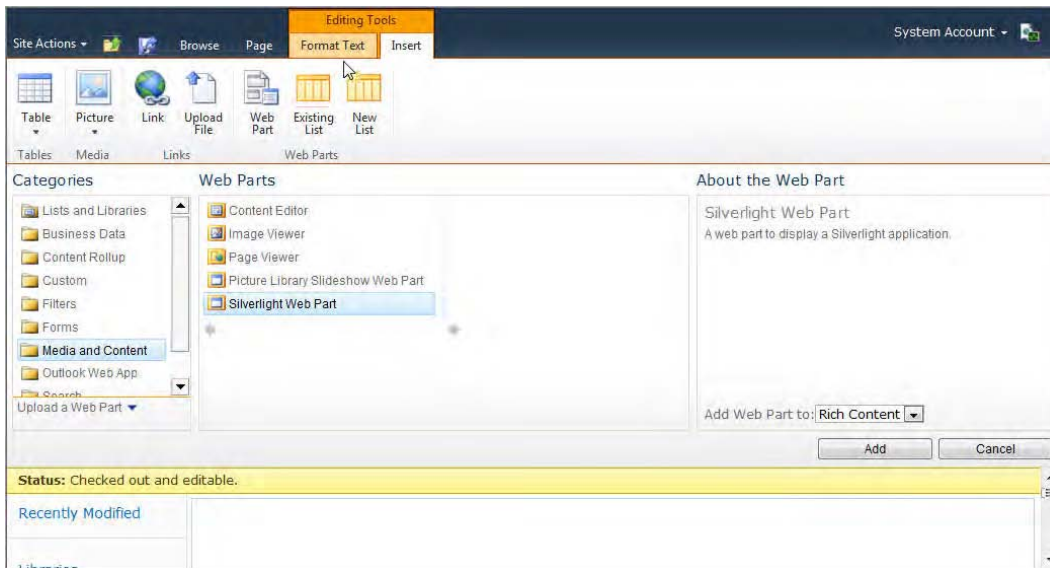 Editing Tools
Site Actions Browse Page Format Text Insert System Account
Table Picture Link Upload File Web Part Existing List New List
Tables Media Links Web Parts
Categories
Lists and Libraries
Business Data
Content Rollup
Custom
Filters
Forms
Media and Content
Outlook Web App
Search
Upload a Web Part
Web Parts
Content Editor
Image Viewer
Page Viewer
Picture Library Slideshow Web Part
Silverlight Web Part
About the Web Part
Silverlight Web Part
A web part to display a Silverlight application.
Add Web Part to: Rich Content
Add Cancel
Status: Checked out and editable.
Recently Modified
Libraries